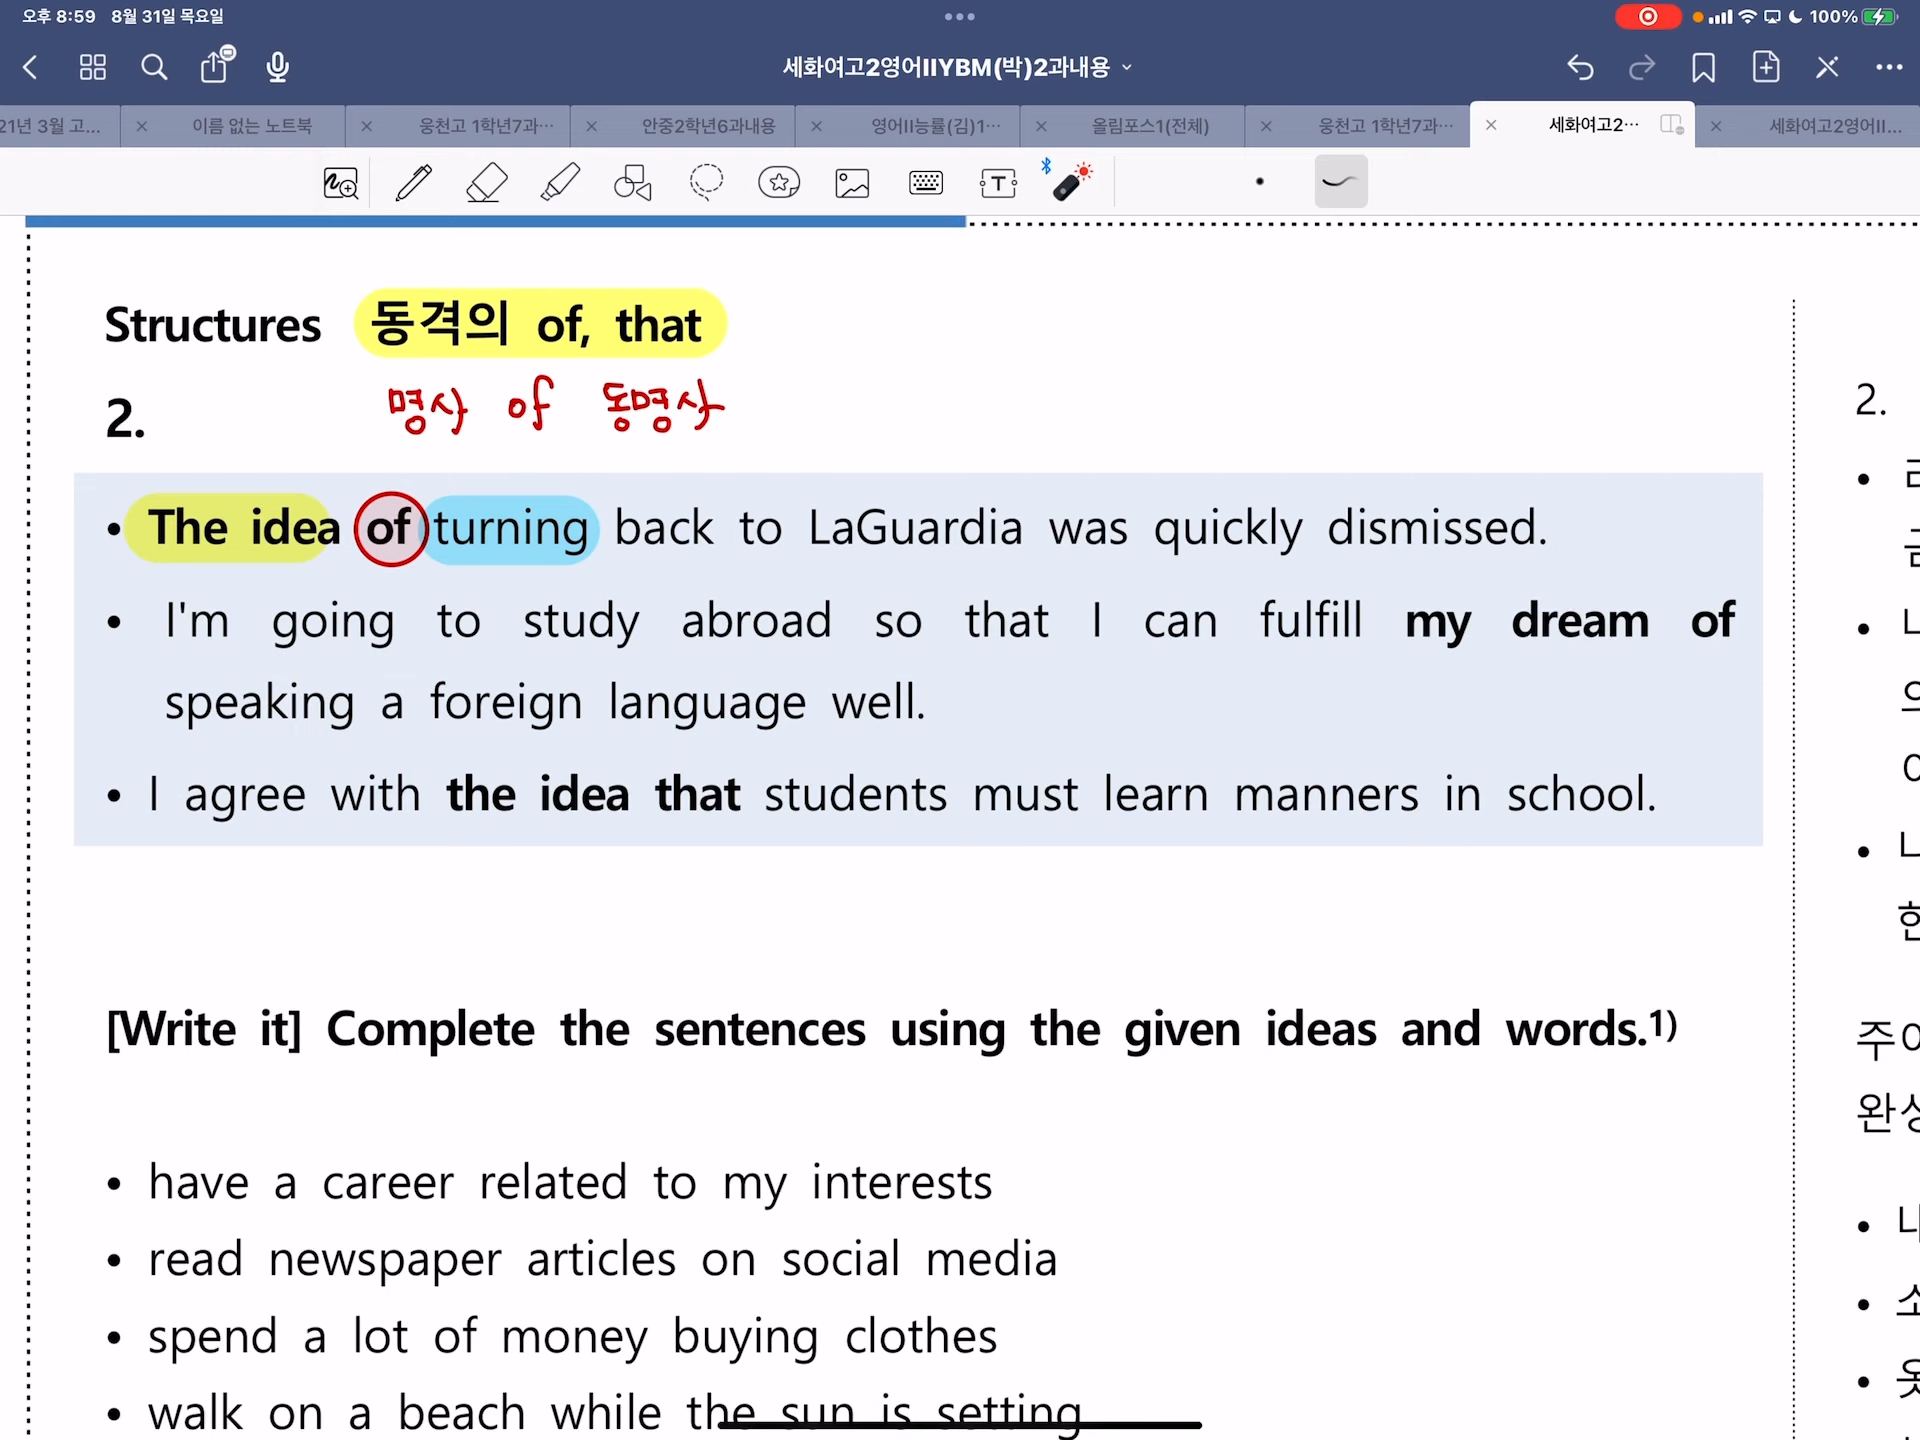 오후 8:59 8월 31일 목요일
100%
세화여고2영어IIYBM(박)2과내용
21년 3월 고...
이름 없는 노트북
웅천고 1학년7과...
안중2학년6과내용
영어II능률(김)1...
올림포스1(전체)
웅천고 1학년7과...
세화여고2...
세화여고2영어II...
Structures 동격의 of, that
명사 of 동명사
2.
• The idea of turning back to LaGuardia was quickly dismissed.
• I'm going to study abroad so that I can fulfill my dream of
speaking a foreign language well.
• I agree with the idea that students must learn manners in school.
[Write it] Complete the sentences using the given ideas and words.1)
• have a career related to my interests
• read newspaper articles on social media
• spend a lot of money buying clothes
• walk on a beach while the sun is setting
2.